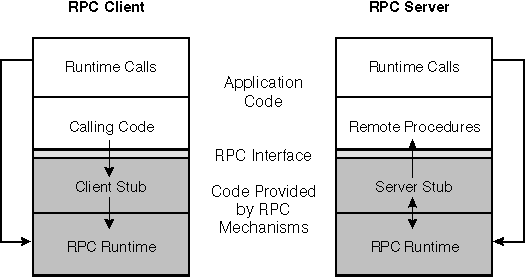 RPC Client
RPC Server
Runtime Calls
Runtime Calls
Application
Code
Calling Code
Remote Procedures
RPC Interface
Client Stub
Code Provided
by RPC
Mechanisms
Server Stub
RPC Runtime
RPC Runtime